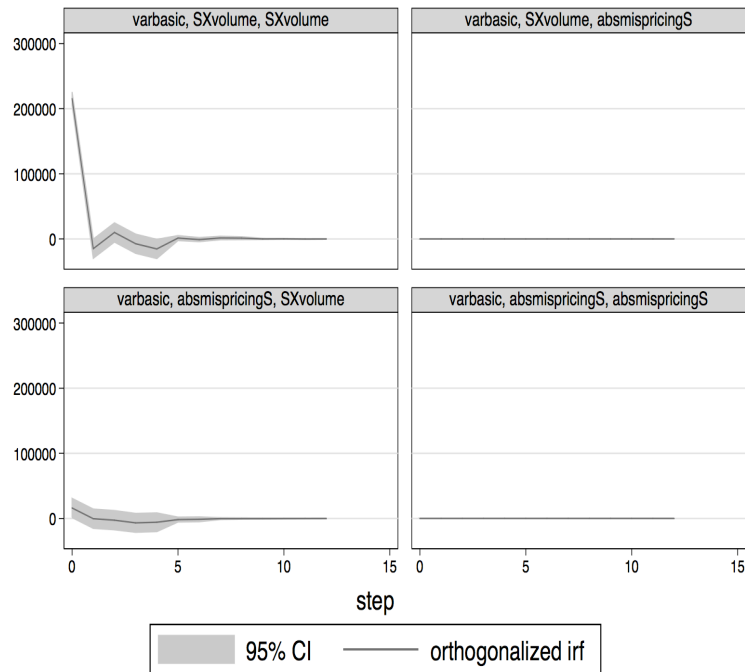 varbasic, SXvolume, SXvolume
varbasic, SXvolume, absmispricingS
300000
200000
100000
0
varbasic, absmispricingS, SXvolume
varbasic, absmispricingS, absmispricingS
300000
200000
100000
0
0 5 10 15
0 5 10 15
step
95% CI
orthogonalized irf